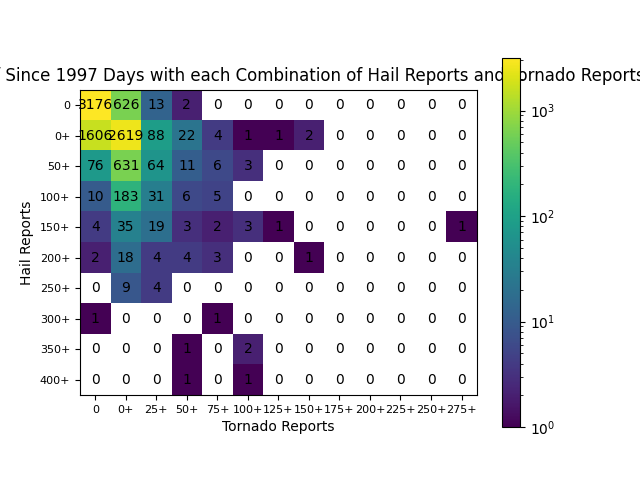 Since 1997 Days with each Combination of Hail Reports and Tornado Reports
0 3176 626 13 2 0 0 0 0 0 0 0 0 0
0+ 1606 2619 88 22 4 1 1 2 0 0 0 0 0
50+ 76 631 64 11 6 3 0 0 0 0 0 0 0
100+ 10 183 31 6 5 0 0 0 0 0 0 0 0
150+ 4 35 19 3 2 3 1 0 0 0 0 0 1
200+ 2 18 4 4 3 0 0 1 0 0 0 0 0
250+ 0 9 4 0 0 0 0 0 0 0 0 0 0
300+ 1 0 0 0 1 0 0 0 0 0 0 0 0
350+ 0 0 0 1 0 2 0 0 0 0 0 0 0
400+ 0 0 0 1 0 1 0 0 0 0 0 0 0
0 0+ 25+ 50+ 75+ 100+ 125+ 150+ 175+ 200+ 225+ 250+ 275+
Tornado Reports
Hail Reports
10³
10²
10¹
10⁰